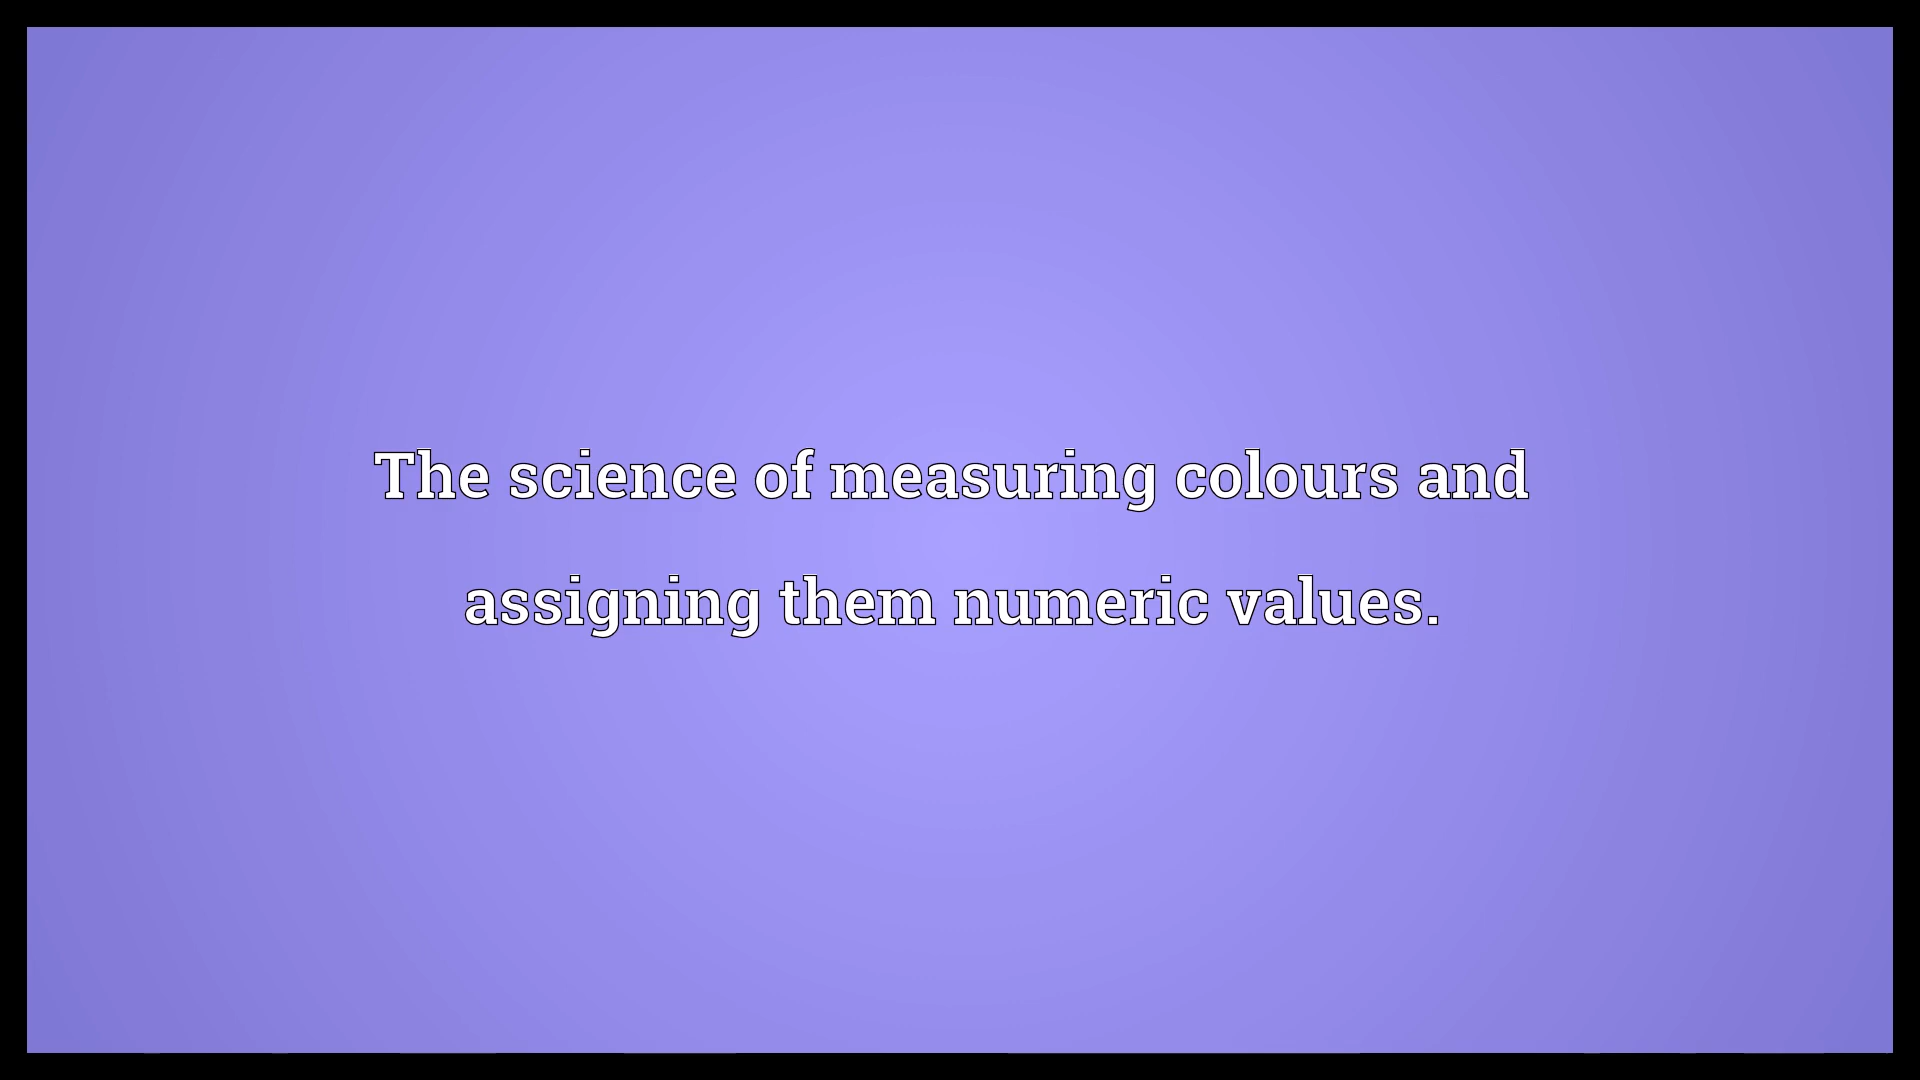 The science of measuring colours and
assigning them numeric values.